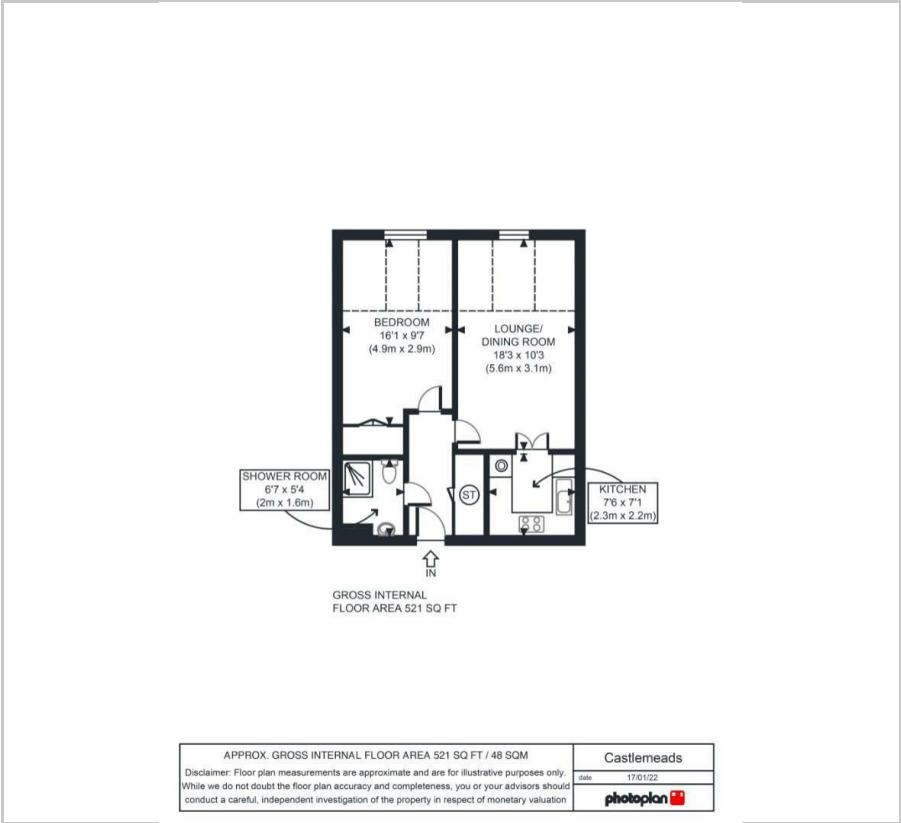 BEDROOM
16'1 x 9'7
(4.9m x 2.9m)
LOUNGE/
DINING ROOM
18'3 x 10'3
(5.6m x 3.1m)
SHOWER ROOM
6'7 x 5'4
(2m x 1.6m)
ST
KITCHEN
7'6 x 7'1
(2.3m x 2.2m)
IN
GROSS INTERNAL
FLOOR AREA 521 SQ FT
APPROX. GROSS INTERNAL FLOOR AREA 521 SQ FT / 48 SQM
Disclaimer: Floor plan measurements are approximate and are for illustrative purposes only.
While we do not doubt the floor plan accuracy and completeness, you or your advisors should
conduct a careful, independent investigation of the property in respect of monetary valuation
Castlemeads
date 17/01/22
photoplan